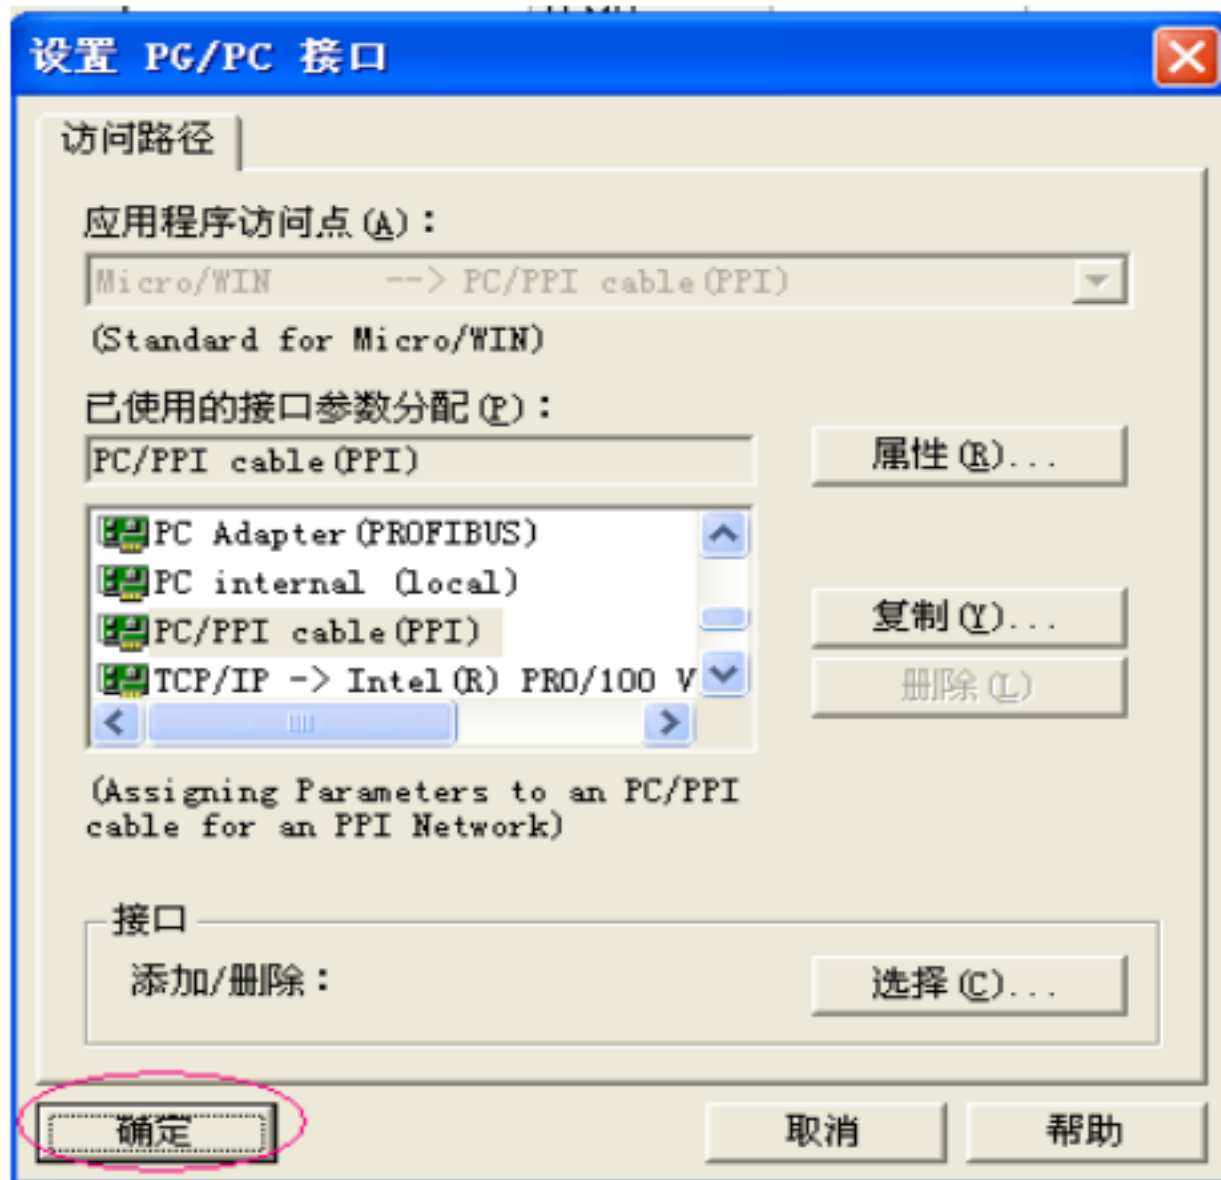 设置 PG/PC 接口
访问路径
应用程序访问点(A)：
Micro/WIN --> PC/PPI cable(PPI)
(Standard for Micro/WIN)
已使用的接口参数分配(P)：
PC/PPI cable(PPI)
属性(R)...
PC Adapter(PROFIBUS)
PC internal (local)
PC/PPI cable(PPI)
TCP/IP -> Intel(R) PRO/100 V
复制(Y)...
删除(L)
(Assigning Parameters to an PC/PPI
cable for an PPI Network)
接口
添加/删除：
选择(C)...
确定
取消
帮助